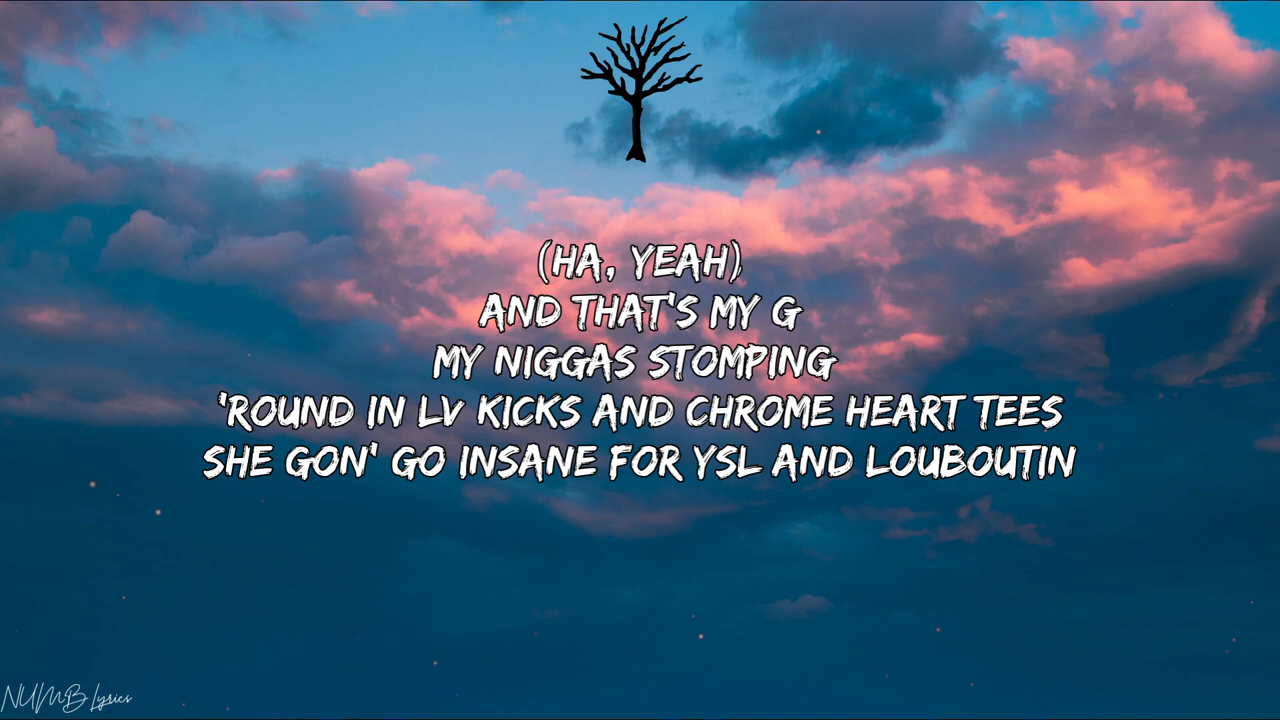 (HA, YEAH)
AND THAT'S MY G
MY NIGGAS STOMPING
'ROUND IN LV KICKS AND CHROME HEART TEES
SHE GON' GO INSANE FOR YSL AND LOUBOUTIN
NUMB Lyrics